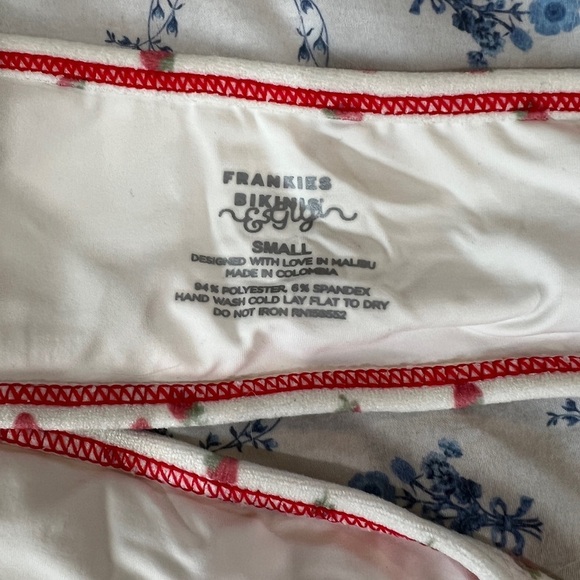 FRANKIES
BIKINIS
& Gigi
SMALL
DESIGNED WITH LOVE IN MALIBU
MADE IN COLOMBIA
94% POLYESTER, 6% SPANDEX
HAND WASH COLD LAY FLAT TO DRY
DO NOT IRON RN158552